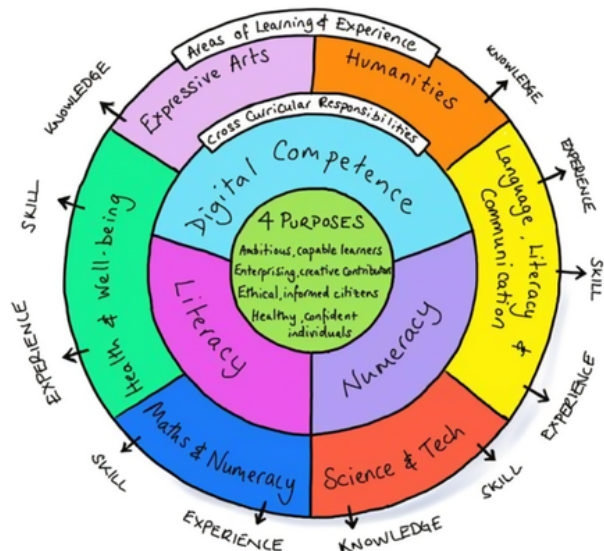 Areas of Learning & Experience
Expressive Arts
Humanities
Language, Literacy &
Communication
Science & Tech
Maths & Numeracy
Health & Well-being
Cross Curricular Responsibilities
Digital Competence
Numeracy
Literacy
4 PURPOSES
Ambitious, capable learners
Enterprising, creative Contributors
Ethical, informed citizens
Healthy, confident
individuals
KNOWLEDGE
EXPERIENCE
SKILL
EXPERIENCE
SKILL
KNOWLEDGE
EXPERIENCE
SKILL
EXPERIENCE
SKILL
KNOWLEDGE